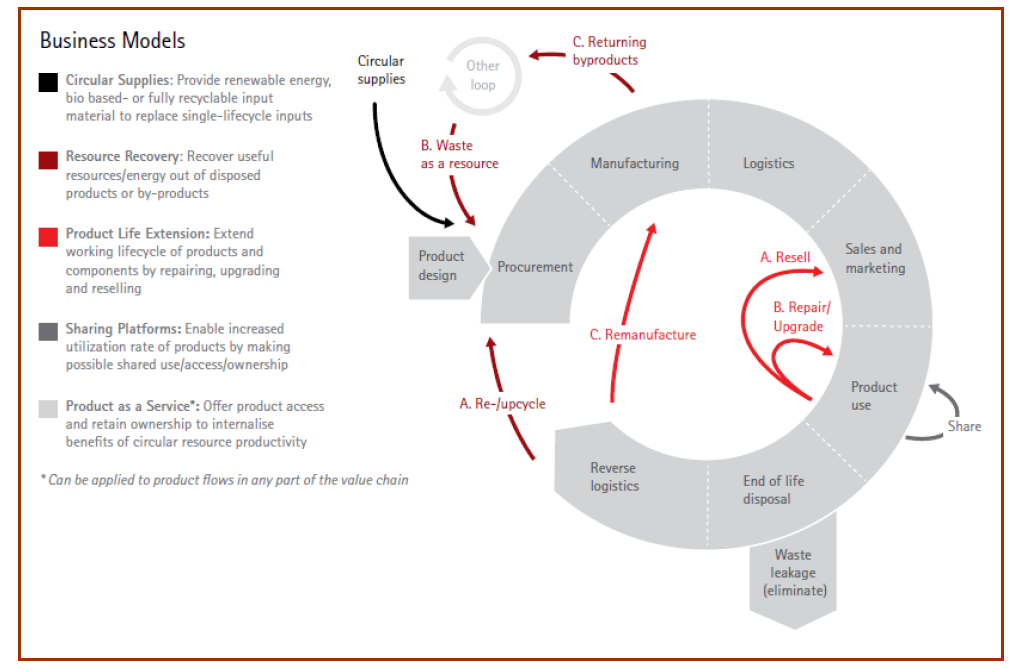 Business Models
Circular Supplies: Provide renewable energy,
bio based- or fully recyclable input
material to replace single-lifecycle inputs
Resource Recovery: Recover useful
resources/energy out of disposed
products or by-products
Product Life Extension: Extend
working lifecycle of products and
components by repairing, upgrading
and reselling
Sharing Platforms: Enable increased
utilization rate of products by making
possible shared use/access/ownership
Product as a Service*: Offer product access
and retain ownership to internalise
benefits of circular resource productivity
* Can be applied to product flows in any part of the value chain
Circular
supplies
Other
loop
C. Returning
byproducts
B. Waste
as a resource
Manufacturing
Logistics
Product
design
Procurement
Sales and
marketing
A. Resell
B. Repair/
Upgrade
C. Remanufacture
Product
use
A. Re-/upcycle
Share
Reverse
logistics
End of life
disposal
Waste
leakage
(eliminate)